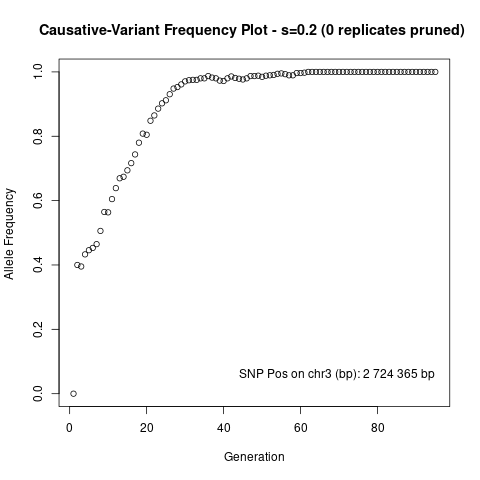 Causative-Variant Frequency Plot - s=0.2 (0 replicates pruned)
Allele Frequency
1.0
0.8
0.6
0.4
0.2
0.0
SNP Pos on chr3 (bp): 2 724 365 bp
0 20 40 60 80
Generation